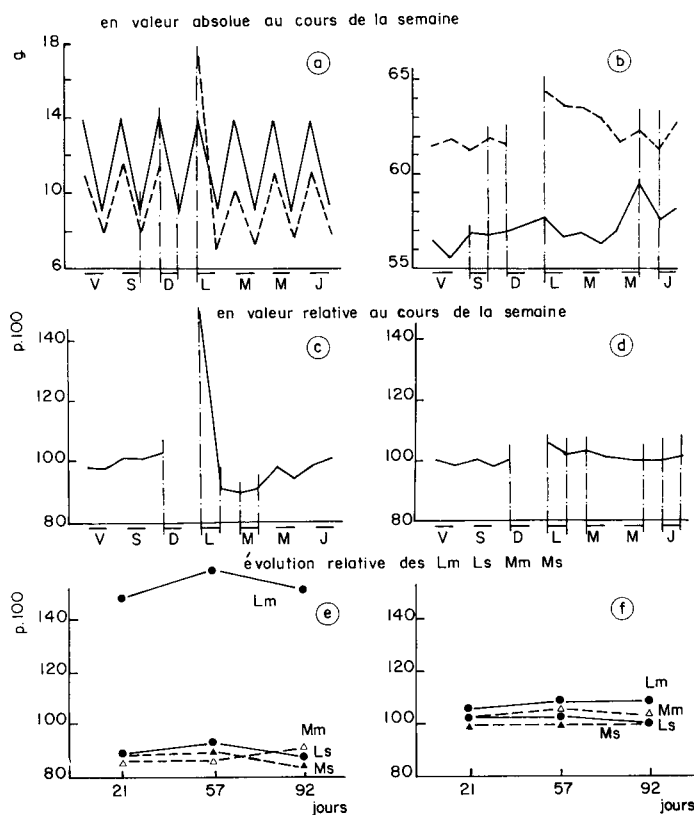 en valeur absolue au cours de la semaine
g.
18
14
10
6
a
V S D L M M J
65
60
55
b
V S D L M M J
en valeur relative au cours de la semaine
p.100
140
120
100
80
c
V S D L M M J
140
120
100
80
d
V S D L M M J
évolution relative des Lm Ls Mm Ms
p.100
140
120
100
80
e
Lm
Mm
Ls
Ms
21 57 92
jours
140
120
100
80
f
Lm
Mm
Ls
Ms
21 57 92
jours